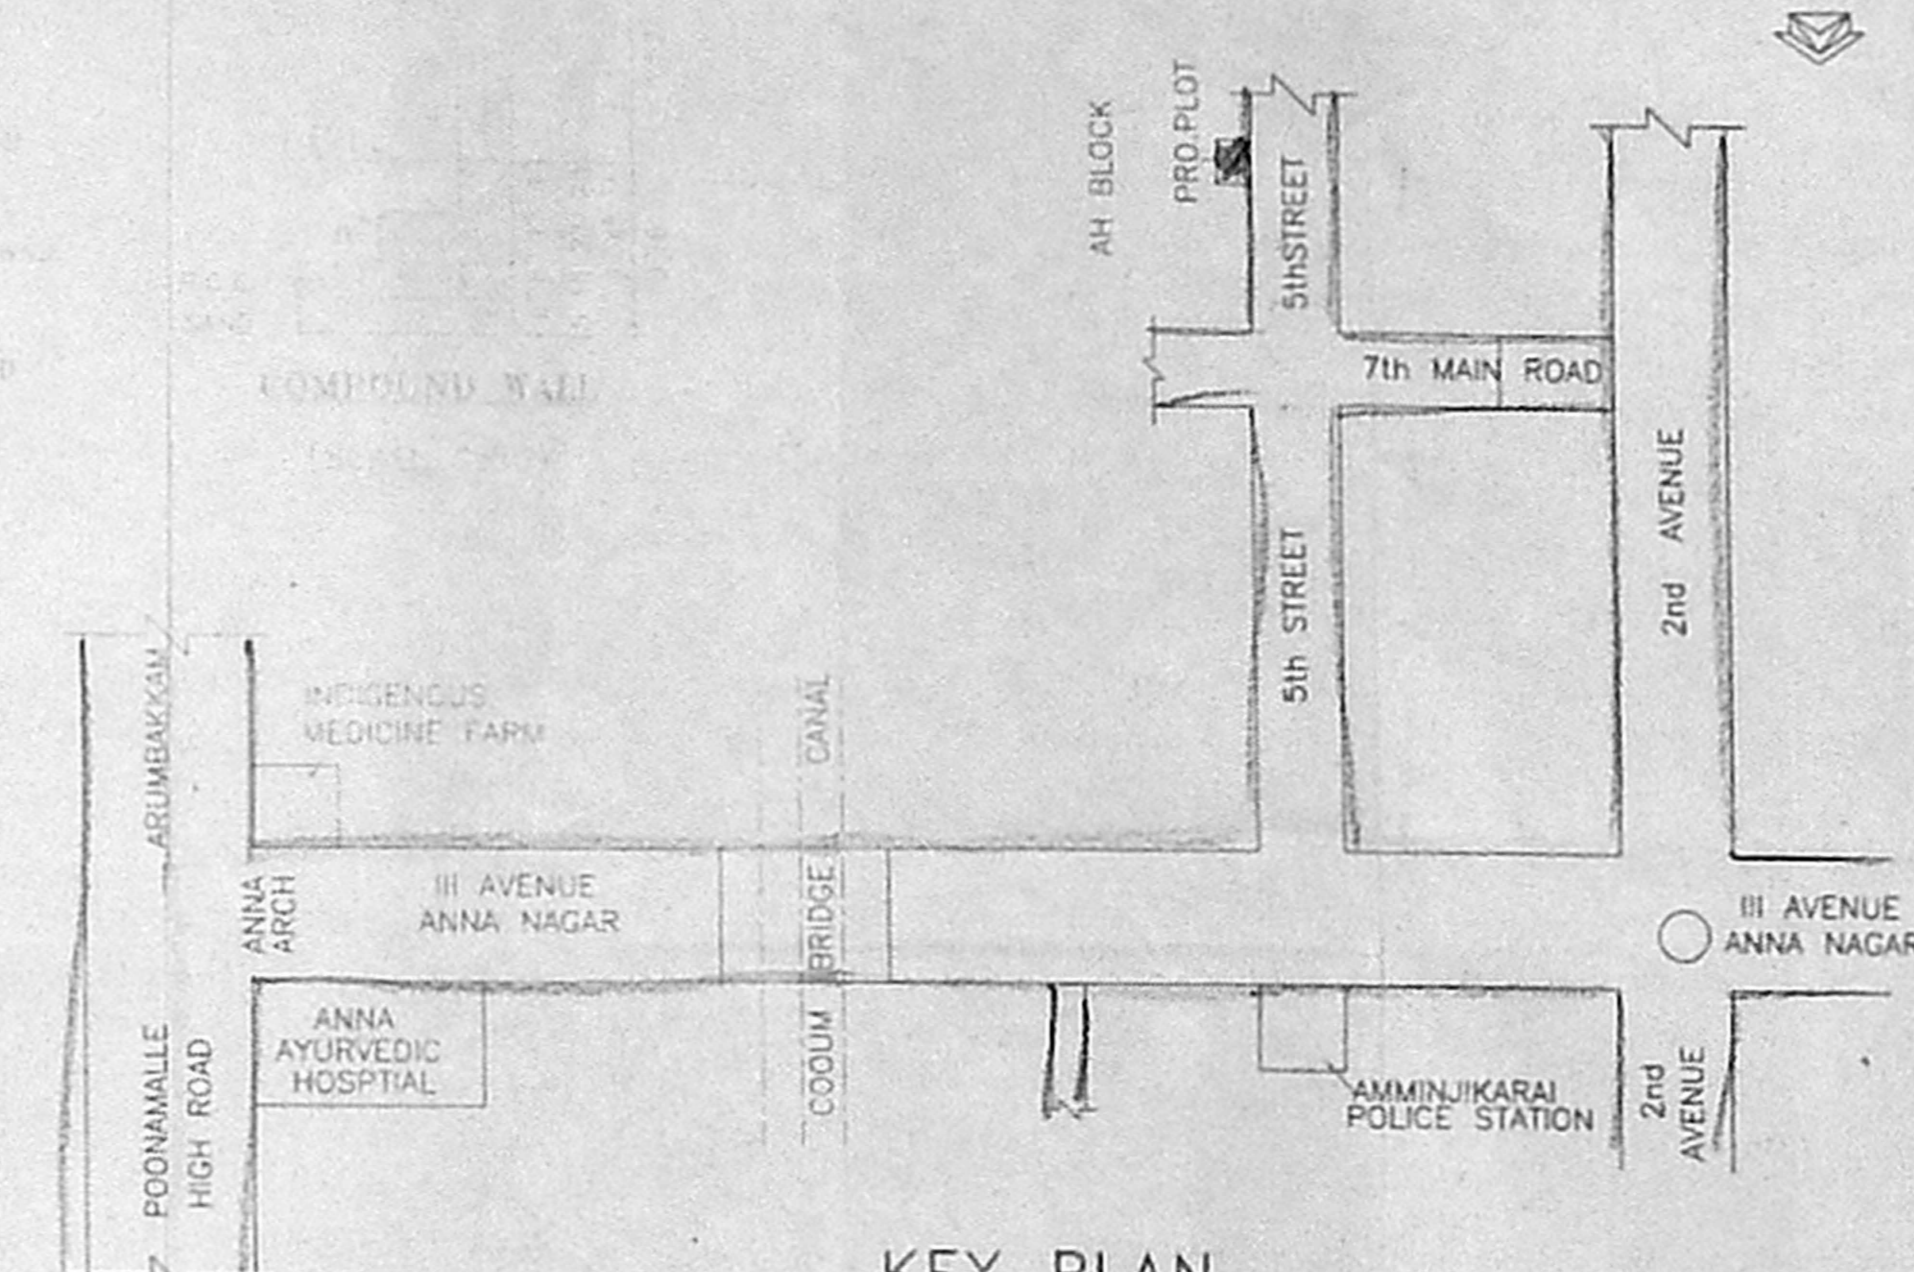 AH BLOCK
PRO.PLOT
5thSTREET
7th MAIN ROAD
COMPOUND WALL
2nd AVENUE
5th STREET
ARUMBAKKAM
INDIGENOUS
MEDICINE FARM
CANAL
ANNA
ARCH
III AVENUE
ANNA NAGAR
BRIDGE
III AVENUE
ANNA NAGAR
POONAMALLE
HIGH ROAD
ANNA
AYURVEDIC
HOSPTIAL
COOUM
AMMINJIKARAI
POLICE STATION
2nd
AVENUE
KEY PLAN